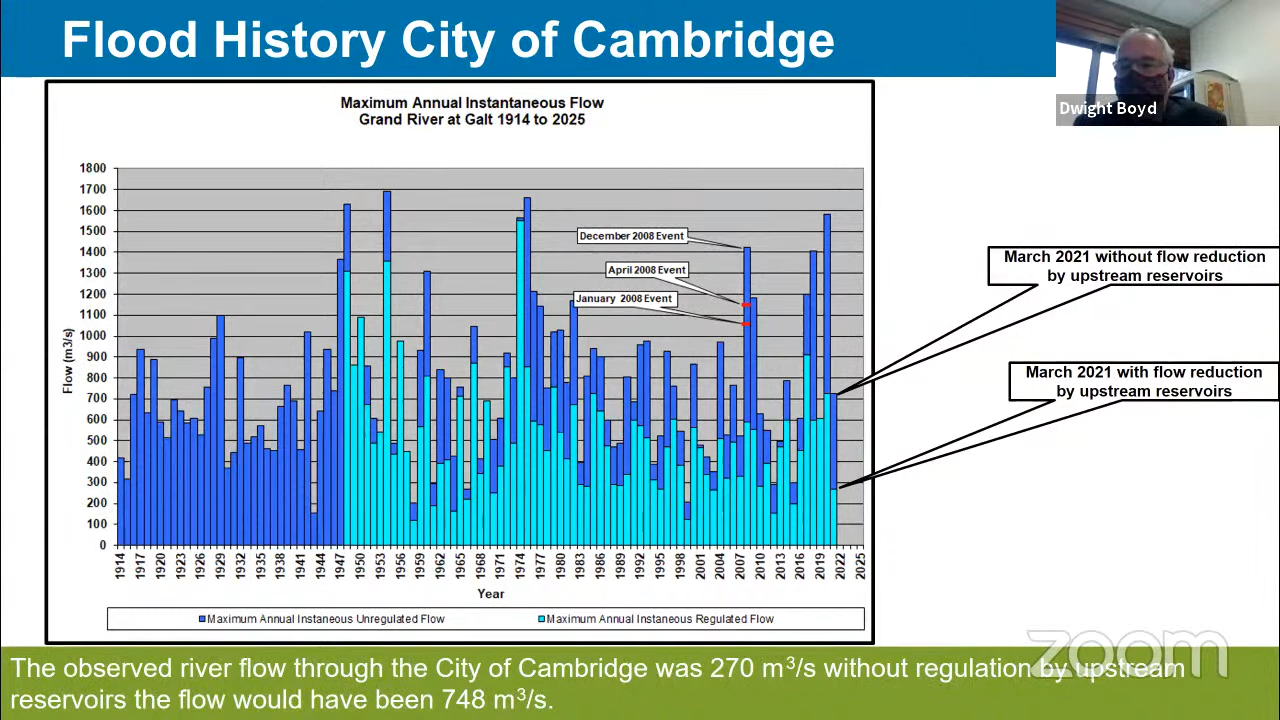 Flood History City of Cambridge
Dwight Boyd
Maximum Annual Instantaneous Flow
Grand River at Galt 1914 to 2025
1800
1700
1600
1500
1400
1300
1200
1100
1000
900
800
700
600
500
400
300
200
100
0
Flow (m3/s)
December 2008 Event
April 2008 Event
January 2008 Event
March 2021 without flow reduction
by upstream reservoirs
March 2021 with flow reduction
by upstream reservoirs
1914 1917 1920 1923 1926 1929 1932 1935 1938 1941 1944 1947 1950 1953 1956 1959 1962 1965 1968 1971 1974 1977 1980 1983 1986 1989 1992 1995 1998 2001 2004 2007 2010 2013 2016 2019 2022 2025
Year
Maximum Annual Instaneous Unregulated Flow
Maximum Annual Instaneous Regulated Flow
zoom
The observed river flow through the City of Cambridge was 270 m³/s without regulation by upstream
reservoirs the flow would have been 748 m³/s.